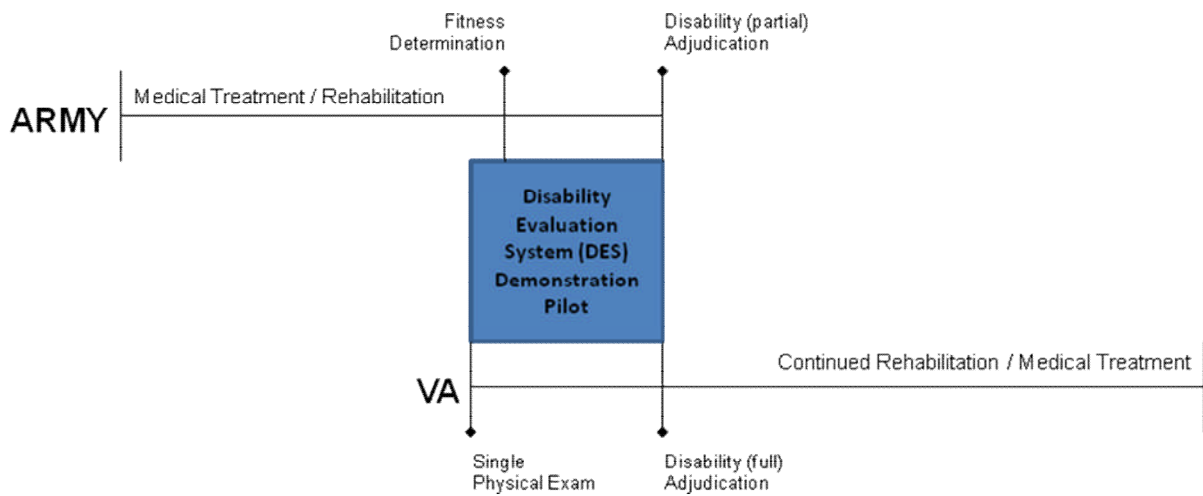 Fitness
Determination
Disability (partial)
Adjudication
Medical Treatment / Rehabilitation
ARMY
Disability
Evaluation
System (DES)
Demonstration
Pilot
Continued Rehabilitation / Medical Treatment
VA
Single
Physical Exam
Disability (full)
Adjudication